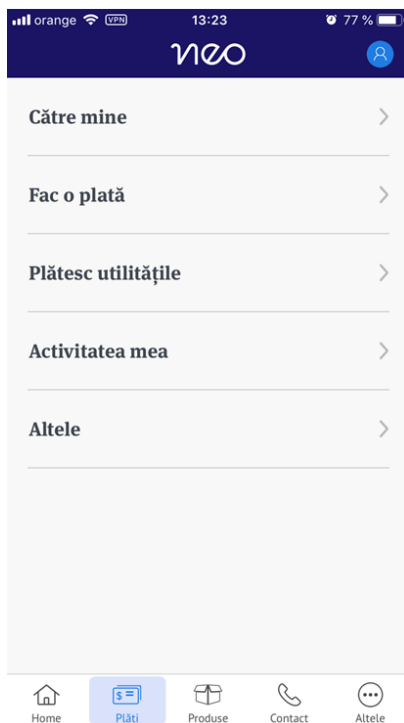 orange VPN 13:23 77 %
neo
Către mine
Fac o plată
Plătesc utilitățile
Activitatea mea
Altele
Home Plăți Produse Contact Altele